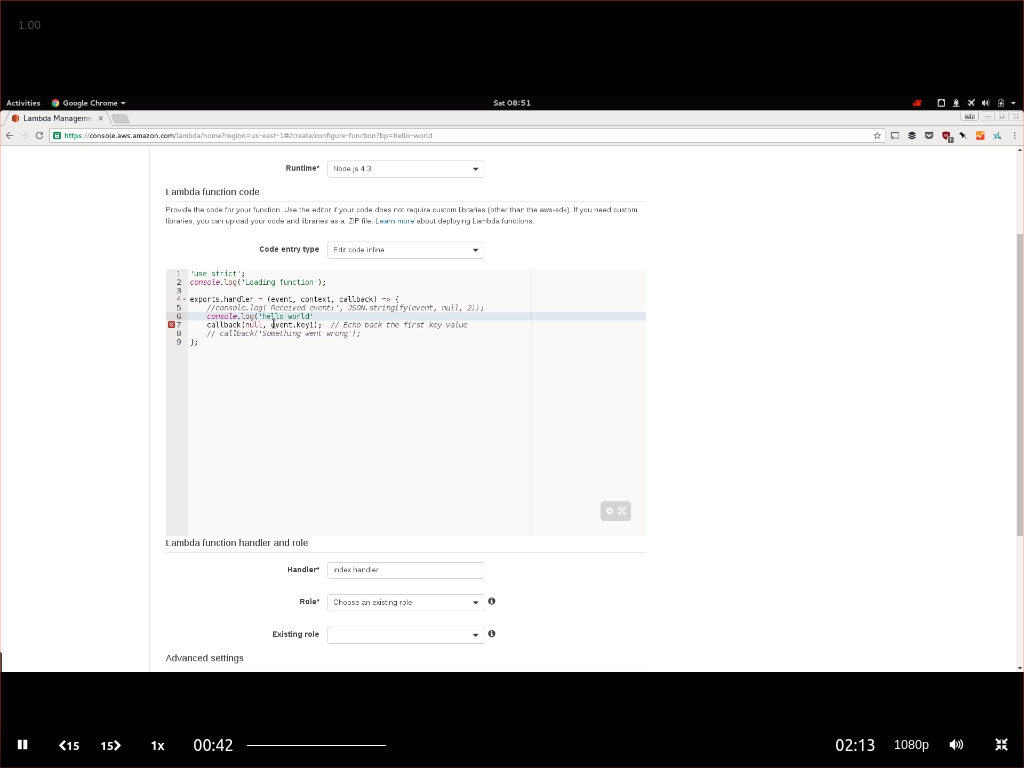 1.00
Activities Google Chrome Sat 08:51
Lambda Manageme
https://console.aws.amazon.com/lambda/home?region=us-east-1#/create/configure-function?bp=hello-world
Runtime* Node.js 4.3
Lambda function code
Provide the code for your function. Use the editor if your code does not require custom libraries (other than the aws-sdk). If you need custom
libraries, you can upload your code and libraries as a .ZIP file. Learn more about deploying Lambda functions.
Code entry type Edit code inline
1 'use strict';
2 console.log('Loading function');
3
4 exports.handler = (event, context, callback) => {
5 //console.log('Received event:', JSON.stringify(event, null, 2));
6 console.log('hello world'
7 callback(null, event.key1); // Echo back the first key value
8 // callback('Something went wrong');
9 };
Lambda function handler and role
Handler* index.handler
Role* Choose an existing role
Existing role
Advanced settings
15 15 1x 00:42 02:13 1080p